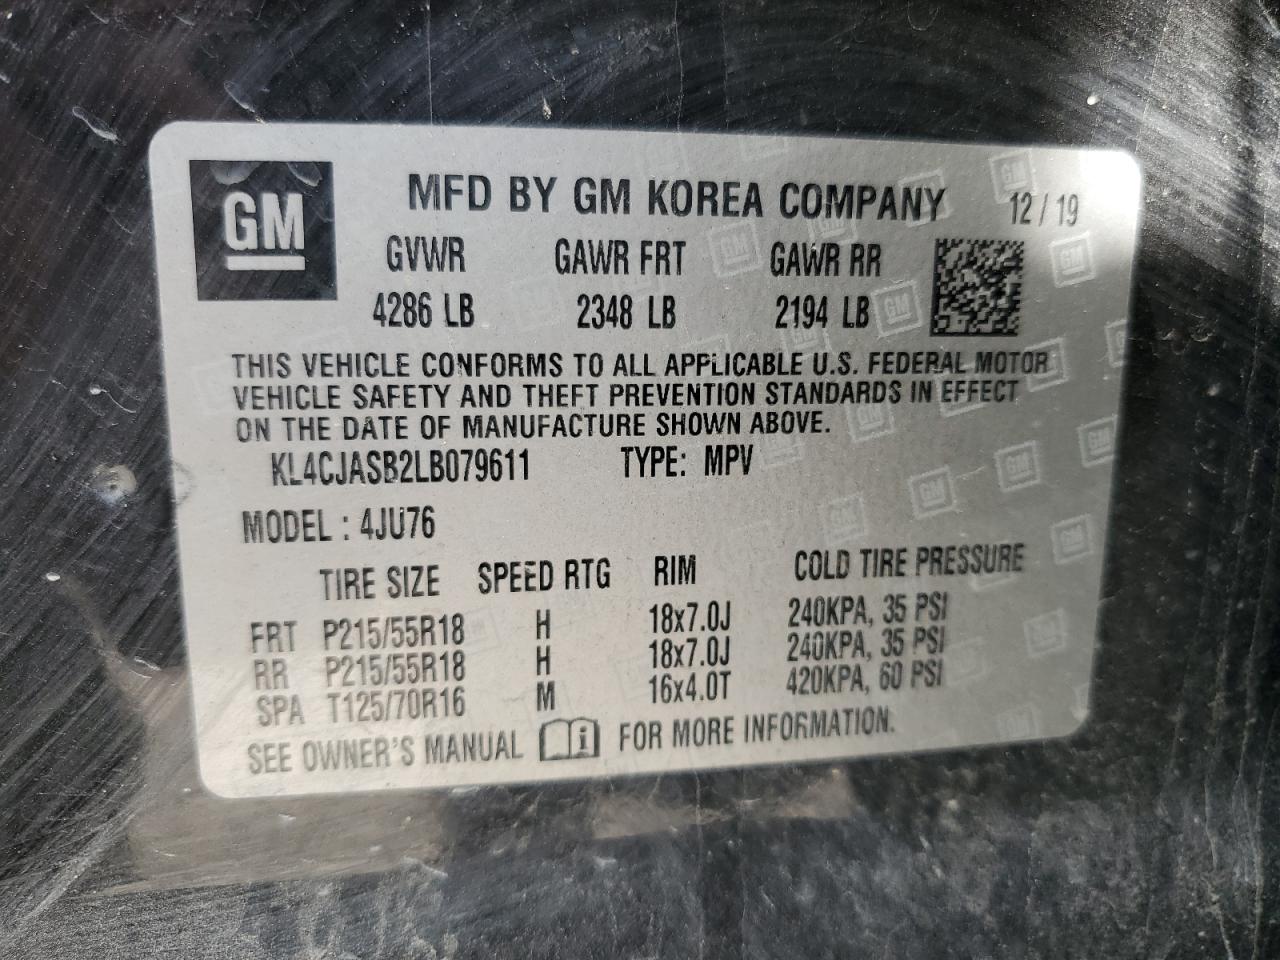 GM
MFD BY GM KOREA COMPANY 12/19
GVWR GAWR FRT GAWR RR
4286 LB 2348 LB 2194 LB
THIS VEHICLE CONFORMS TO ALL APPLICABLE U.S. FEDERAL MOTOR
VEHICLE SAFETY AND THEFT PREVENTION STANDARDS IN EFFECT
ON THE DATE OF MANUFACTURE SHOWN ABOVE.
KL4CJASB2LB079611 TYPE: MPV
MODEL : 4JU76
TIRE SIZE SPEED RTG RIM COLD TIRE PRESSURE
FRT P215/55R18 H 18x7.0J 240KPA, 35 PSI
RR P215/55R18 H 18x7.0J 240KPA, 35 PSI
SPA T125/70R16 M 16x4.0T 420KPA, 60 PSI
SEE OWNER'S MANUAL i FOR MORE INFORMATION.